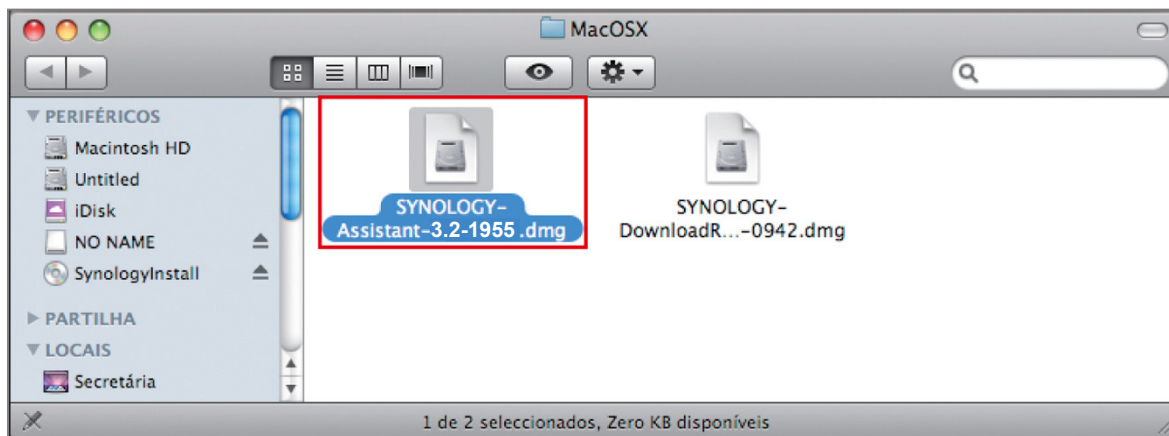 MacOSX
PERIFÉRICOS
Macintosh HD
Untitled
iDisk
NO NAME
SynologyInstall
PARTILHA
LOCAIS
Secretária
SYNOLOGY-
Assistant-3.2-1955.dmg
SYNOLOGY-
DownloadR...-0942.dmg
1 de 2 seleccionados, Zero KB disponíveis